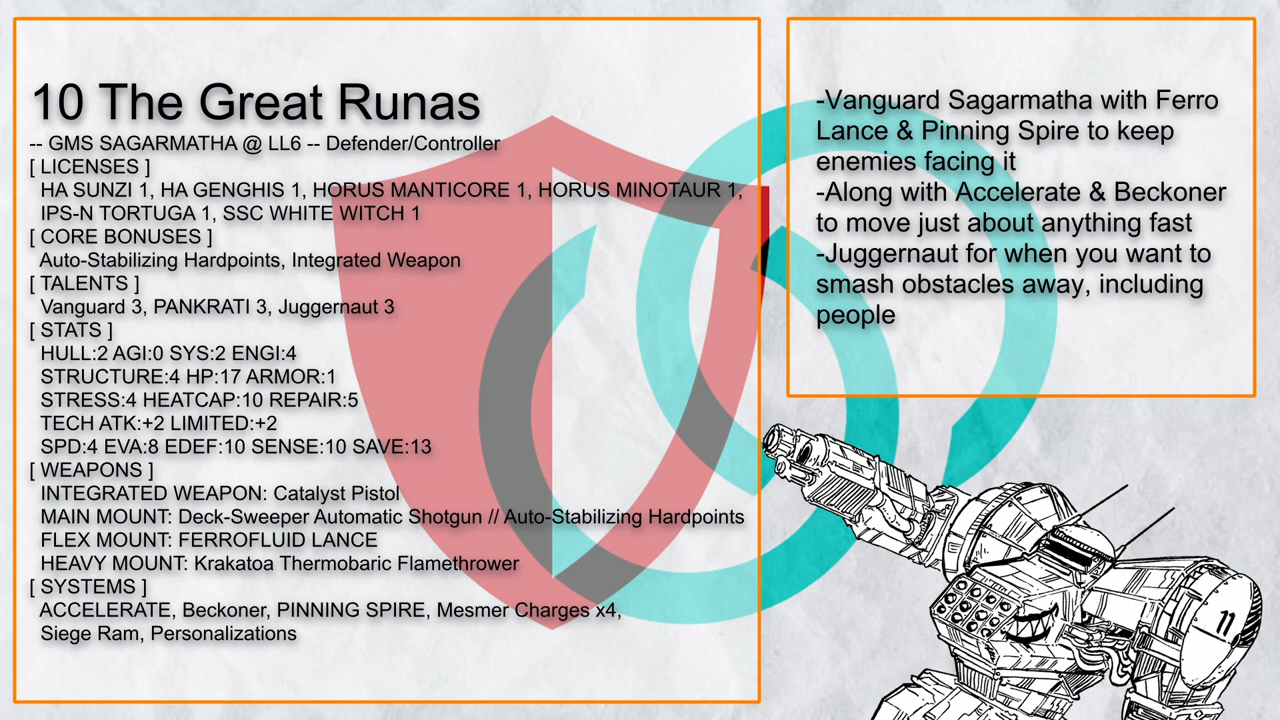 10 The Great Runas
-- GMS SAGARMATHA @ LL6 -- Defender/Controller
[ LICENSES ]
HA SUNZI 1, HA GENGHIS 1, HORUS MANTICORE 1, HORUS MINOTAUR 1,
IPS-N TORTUGA 1, SSC WHITE WITCH 1
[ CORE BONUSES ]
Auto-Stabilizing Hardpoints, Integrated Weapon
[ TALENTS ]
Vanguard 3, PANKRATI 3, Juggernaut 3
[ STATS ]
HULL:2 AGI:0 SYS:2 ENGI:4
STRUCTURE:4 HP:17 ARMOR:1
STRESS:4 HEATCAP:10 REPAIR:5
TECH ATK:+2 LIMITED:+2
SPD:4 EVA:8 EDEF:10 SENSE:10 SAVE:13
[ WEAPONS ]
INTEGRATED WEAPON: Catalyst Pistol
MAIN MOUNT: Deck-Sweeper Automatic Shotgun // Auto-Stabilizing Hardpoints
FLEX MOUNT: FERROFLUID LANCE
HEAVY MOUNT: Krakatoa Thermobaric Flamethrower
[ SYSTEMS ]
ACCELERATE, Beckoner, PINNING SPIRE, Mesmer Charges x4,
Siege Ram, Personalizations
-Vanguard Sagarmatha with Ferro
Lance & Pinning Spire to keep
enemies facing it
-Along with Accelerate & Beckoner
to move just about anything fast
-Juggernaut for when you want to
smash obstacles away, including
people
11